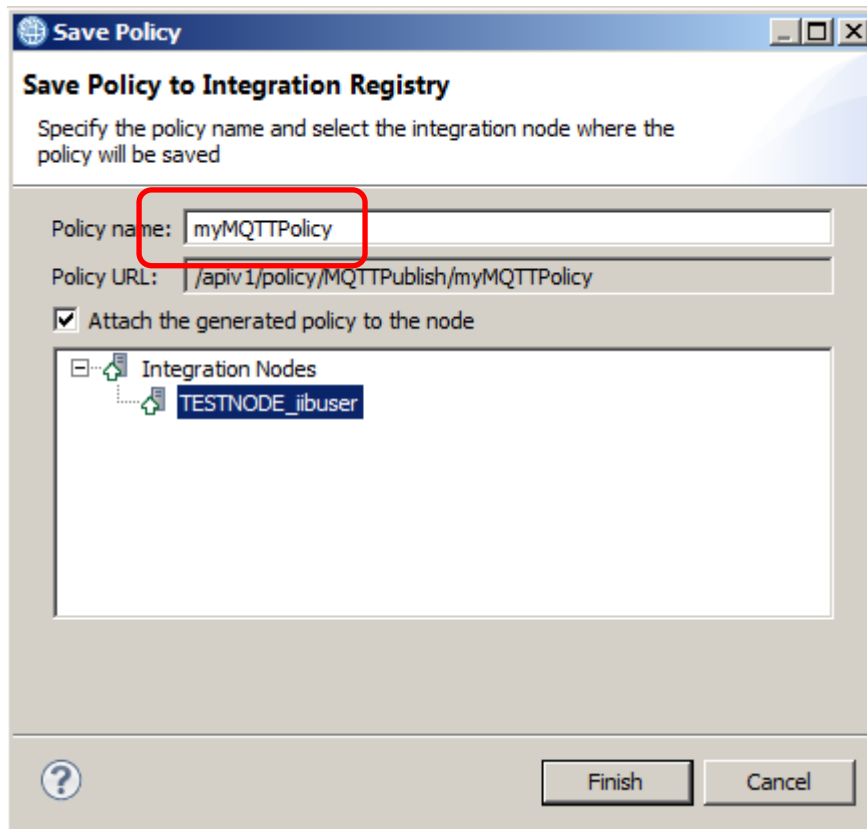 Save Policy
Save Policy to Integration Registry
Specify the policy name and select the integration node where the
policy will be saved
Policy name: myMQTTPolicy
Policy URL: /apiv1/policy/MQTTPublish/myMQTTPolicy
Attach the generated policy to the node
Integration Nodes
TESTNODE_iibuser
? Finish Cancel